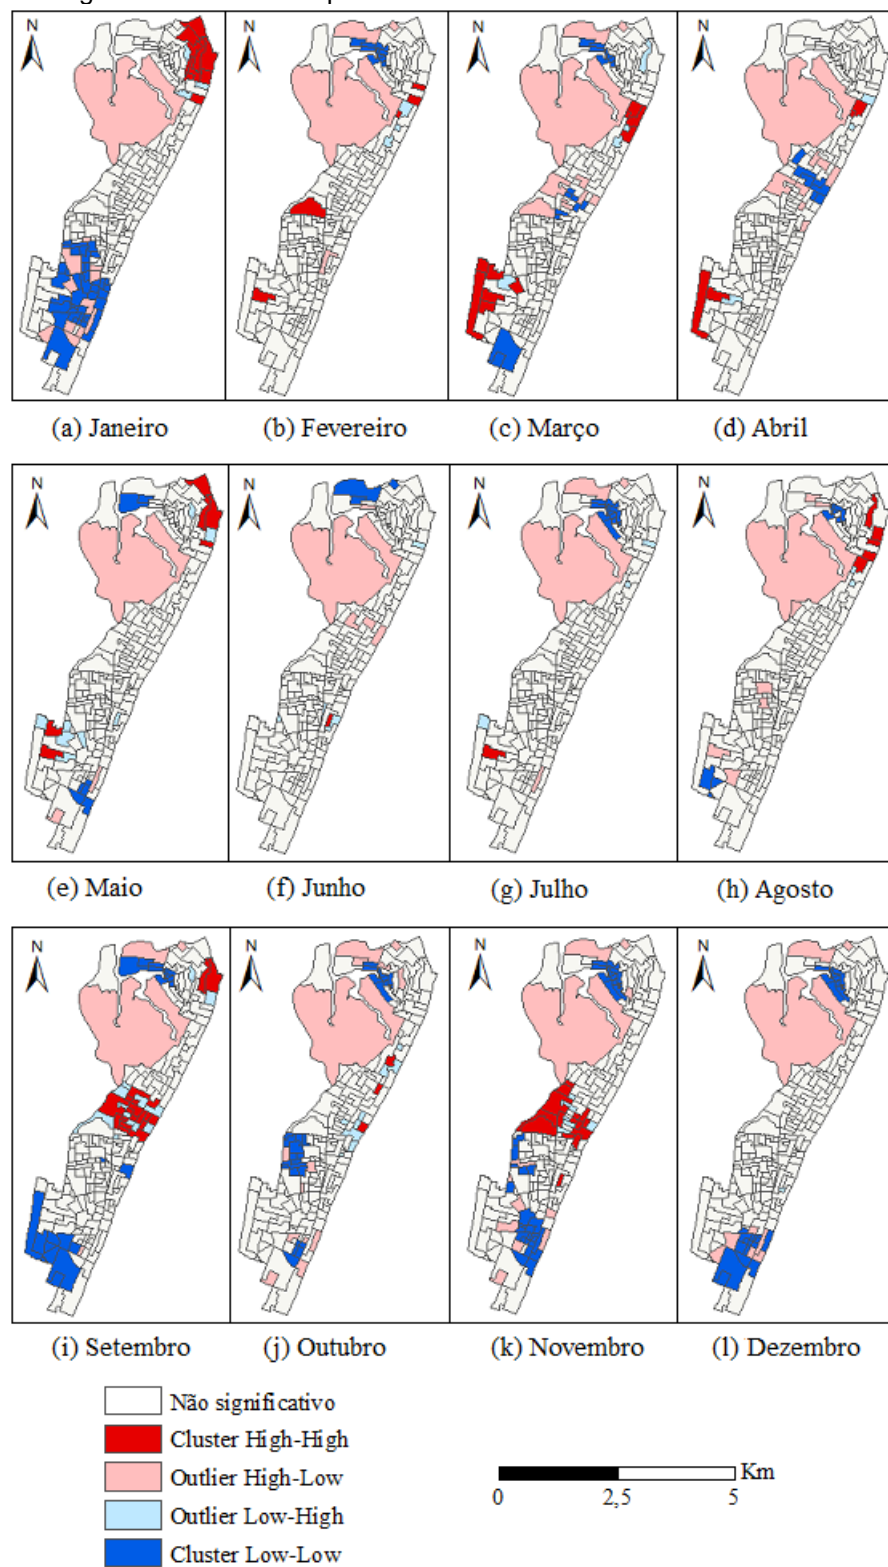 N N N N
(a) Janeiro (b) Fevereiro (c) Março (d) Abril
N N N N
(e) Maio (f) Junho (g) Julho (h) Agosto
N N N N
(i) Setembro (j) Outubro (k) Novembro (l) Dezembro
Não significativo
Cluster High-High
Outlier High-Low
Outlier Low-High
Cluster Low-Low
Km
0 2,5 5